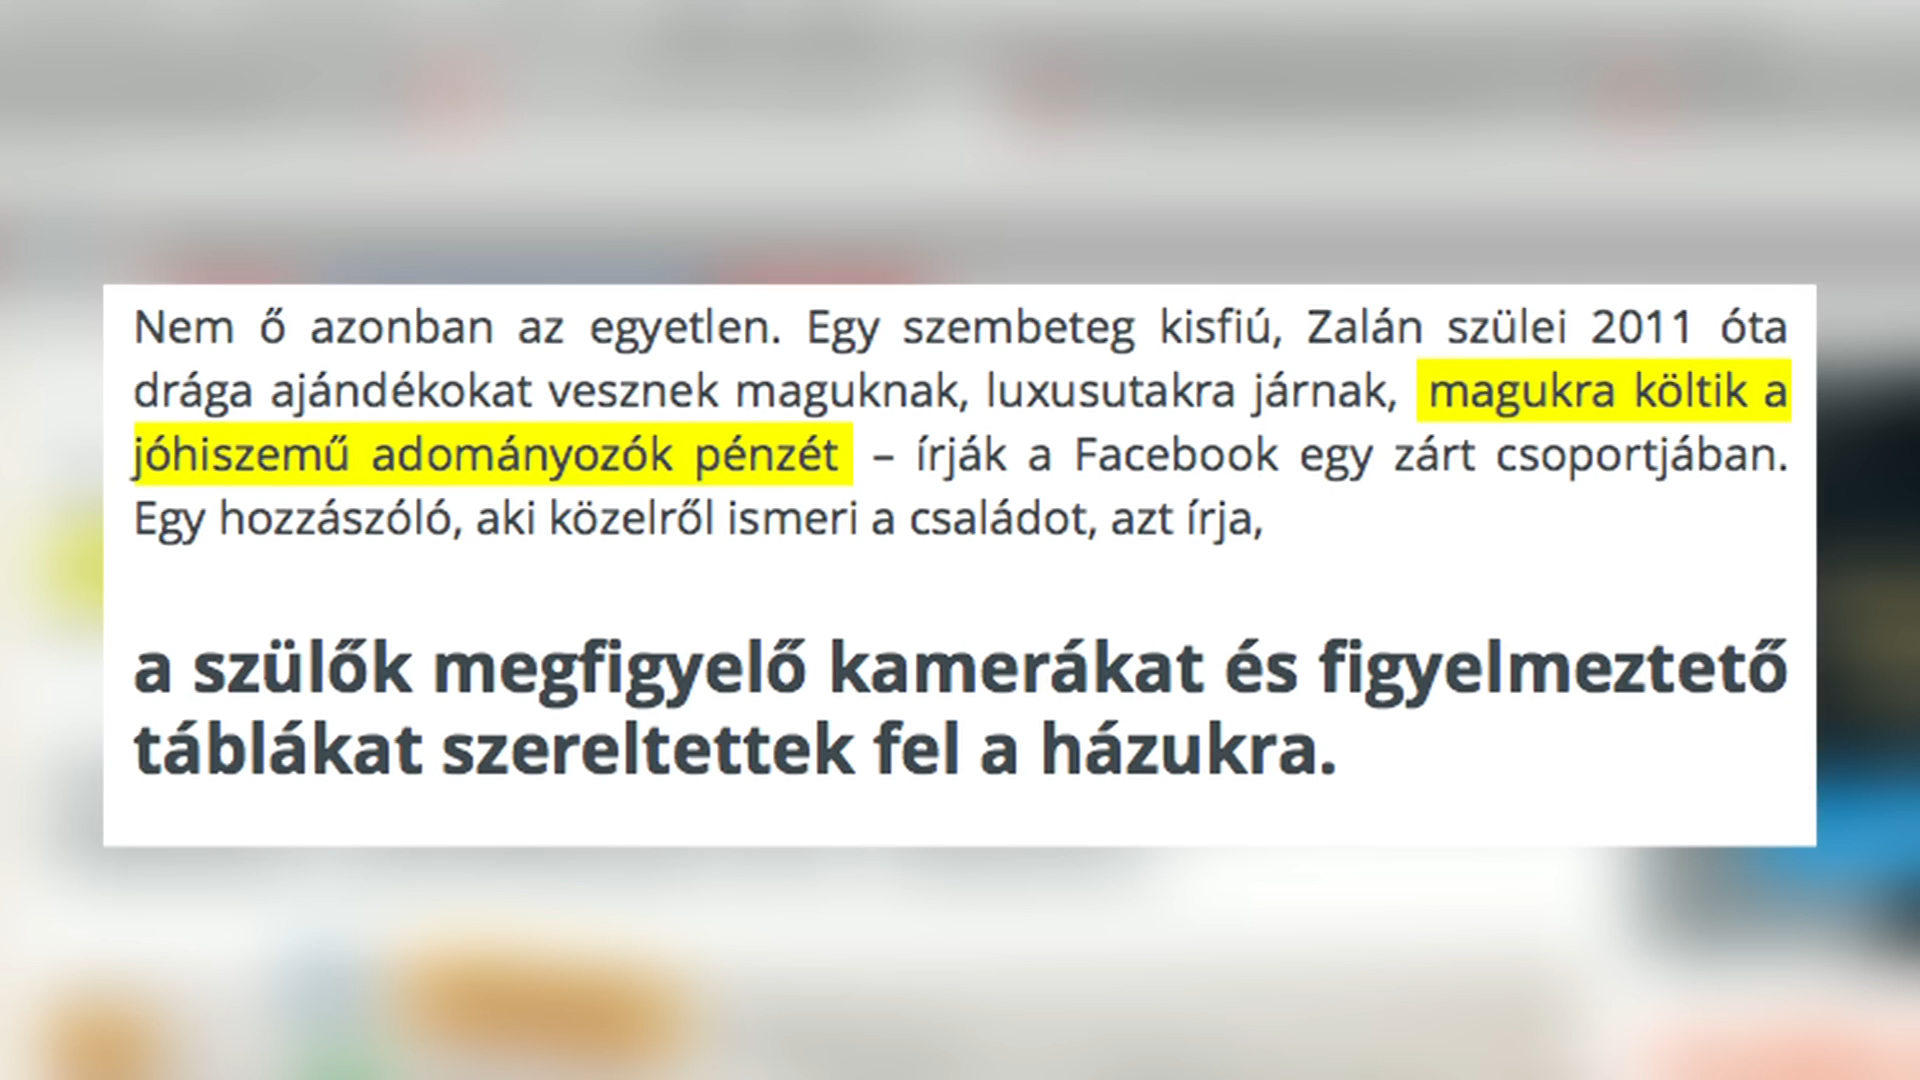 Nem ő azonban az egyetlen. Egy szembeteg kisfiú, Zalán szülei 2011 óta
drága ajándékokat vesznek maguknak, luxusutakra járnak, magukra költik a
jóhiszemű adományozók pénzét – írják a Facebook egy zárt csoportjában.
Egy hozzászóló, aki közelről ismeri a családot, azt írja,
a szülők megfigyelő kamerákat és figyelmeztető
táblákat szereltettek fel a házukra.